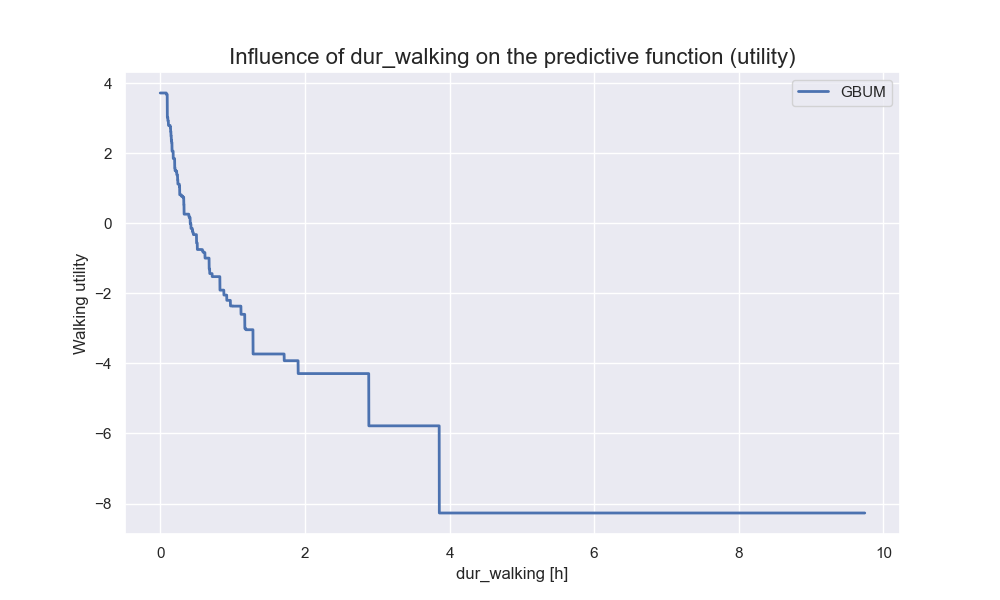 Influence of dur_walking on the predictive function (utility)
GBUM
4
2
0
−2
−4
−6
−8
Walking utility
0 2 4 6 8 10
dur_walking [h]